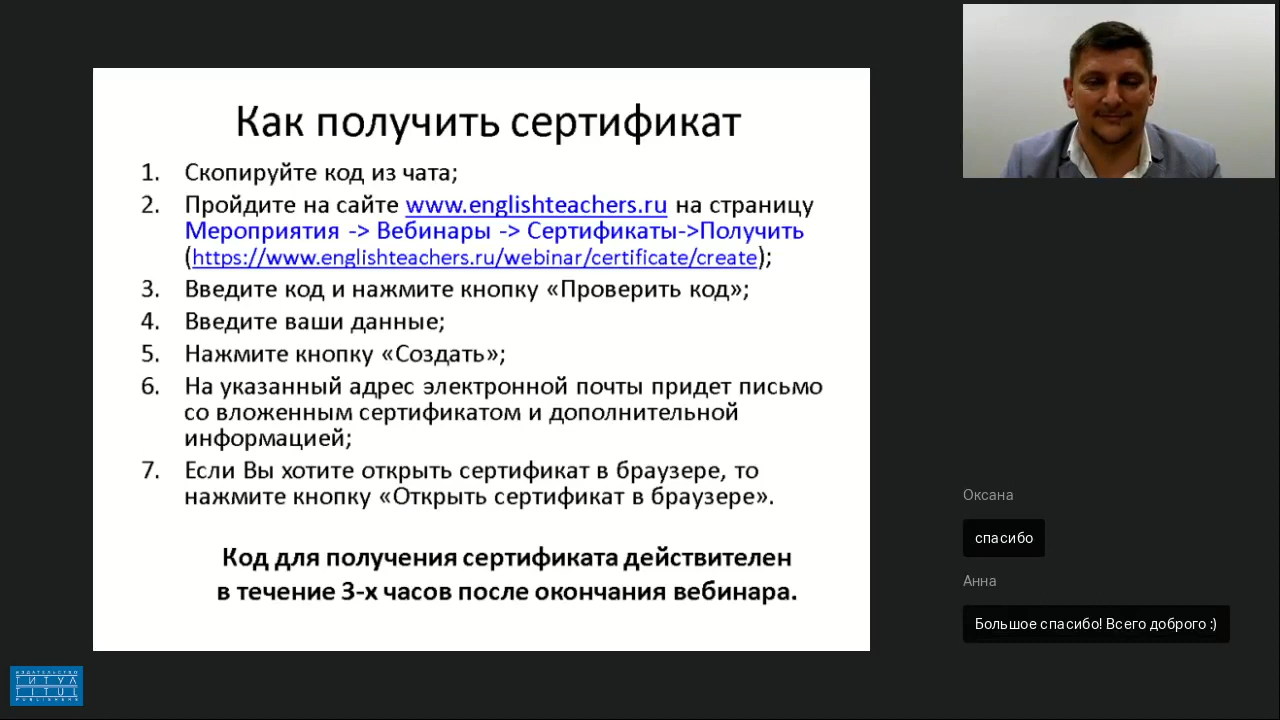 Как получить сертификат
1. Скопируйте код из чата;
2. Пройдите на сайте www.englishteachers.ru на страницу
Мероприятия -> Вебинары -> Сертификаты->Получить
(https://www.englishteachers.ru/webinar/certificate/create);
3. Введите код и нажмите кнопку «Проверить код»;
4. Введите ваши данные;
5. Нажмите кнопку «Создать»;
6. На указанный адрес электронной почты придет письмо
со вложенным сертификатом и дополнительной
информацией;
7. Если Вы хотите открыть сертификат в браузере, то
нажмите кнопку «Открыть сертификат в браузере».
Код для получения сертификата действителен
в течение 3-х часов после окончания вебинара.
Оксана
спасибо
Анна
Большое спасибо! Всего доброго :)
ИЗДАТЕЛЬСТВО
ТИТУЛ
TITUL
PUBLISHERS